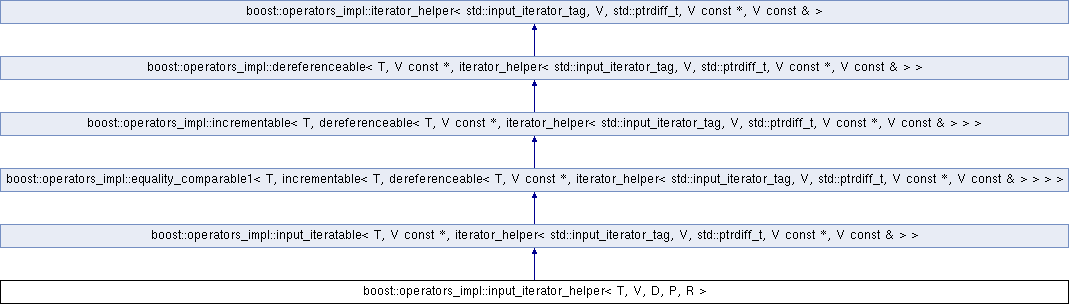 boost::operators_impl::iterator_helper< std::input_iterator_tag, V, std::ptrdiff_t, V const *, V const & >
boost::operators_impl::dereferenceable< T, V const *, iterator_helper< std::input_iterator_tag, V, std::ptrdiff_t, V const *, V const & > >
boost::operators_impl::incrementable< T, dereferenceable< T, V const *, iterator_helper< std::input_iterator_tag, V, std::ptrdiff_t, V const *, V const & > > >
boost::operators_impl::equality_comparable1< T, incrementable< T, dereferenceable< T, V const *, iterator_helper< std::input_iterator_tag, V, std::ptrdiff_t, V const *, V const & > > > >
boost::operators_impl::input_iteratable< T, V const *, iterator_helper< std::input_iterator_tag, V, std::ptrdiff_t, V const *, V const & > >
boost::operators_impl::input_iterator_helper< T, V, D, P, R >